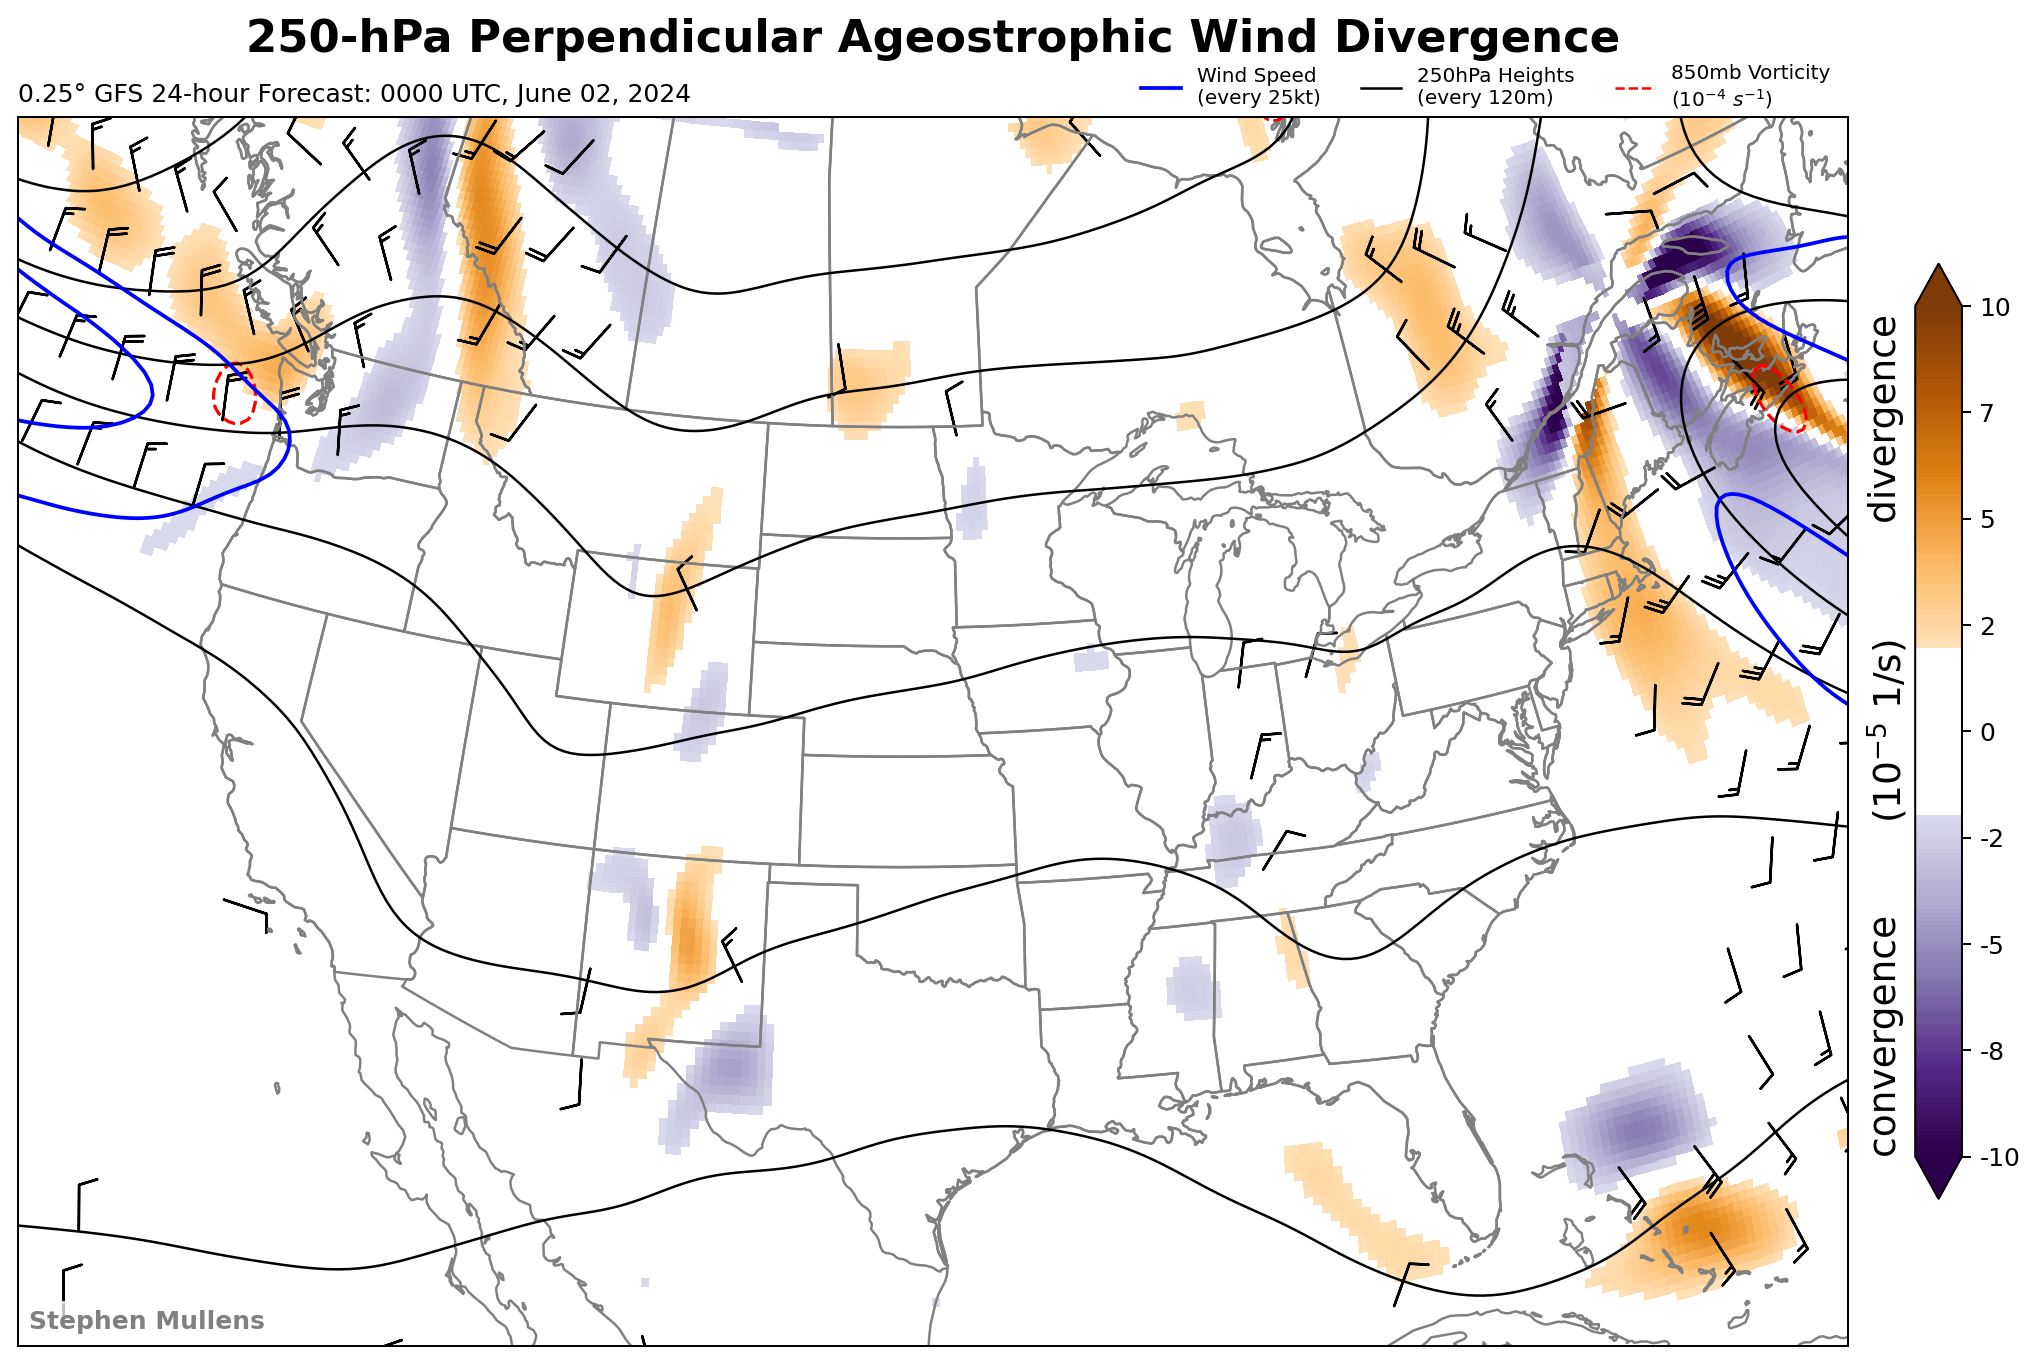 250-hPa Perpendicular Ageostrophic Wind Divergence
0.25° GFS 24-hour Forecast: 0000 UTC, June 02, 2024
Wind Speed
(every 25kt)
250hPa Heights
(every 120m)
850mb Vorticity
(10⁻⁴ s⁻¹)
10
7
5
2
0
-2
-5
-8
-10
convergence (10⁻⁵ 1/s) divergence
Stephen Mullens